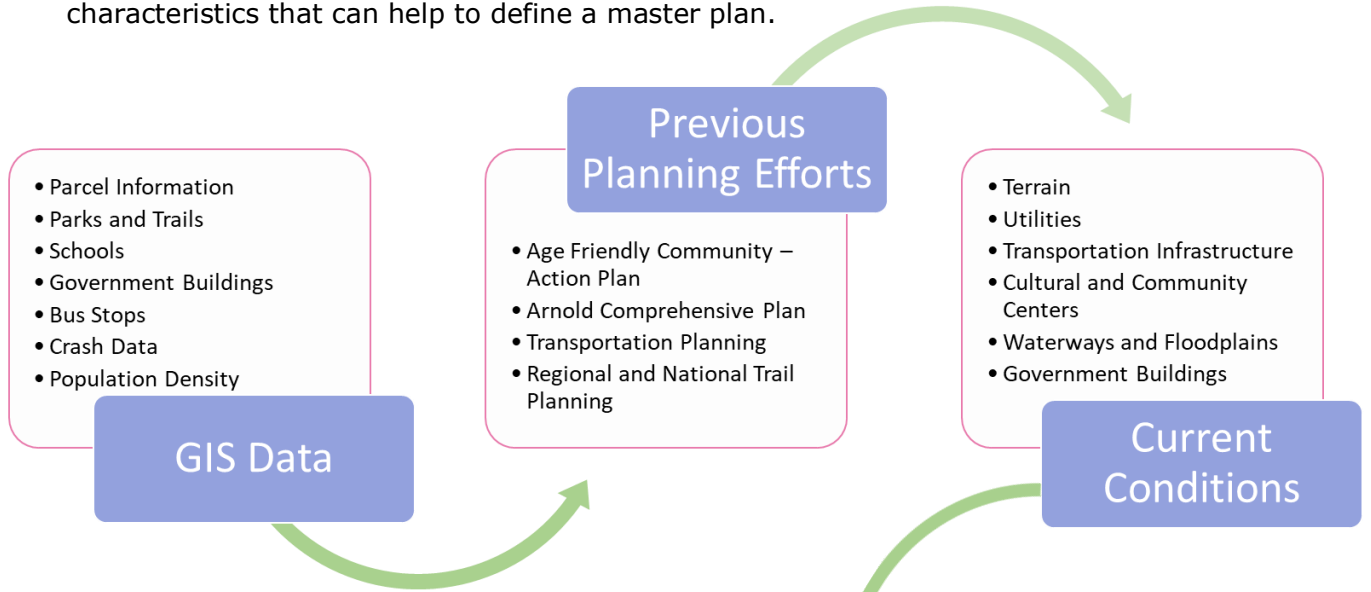 characteristics that can help to define a master plan.
• Parcel Information
• Parks and Trails
• Schools
• Government Buildings
• Bus Stops
• Crash Data
• Population Density
GIS Data
Previous
Planning Efforts
• Age Friendly Community –
Action Plan
• Arnold Comprehensive Plan
• Transportation Planning
• Regional and National Trail
Planning
• Terrain
• Utilities
• Transportation Infrastructure
• Cultural and Community
Centers
• Waterways and Floodplains
• Government Buildings
Current
Conditions